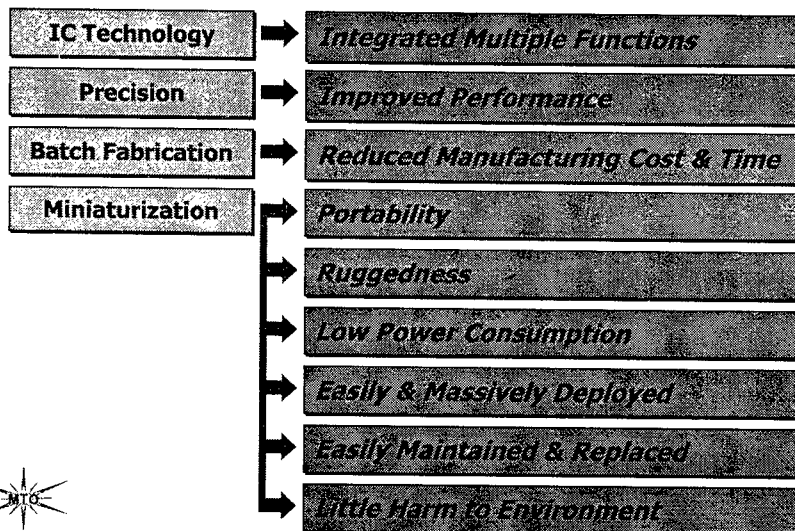 IC Technology
Integrated Multiple Functions
Precision
Improved Performance
Batch Fabrication
Reduced Manufacturing Cost & Time
Miniaturization
Portability
Ruggedness
Low Power Consumption
Easily & Massively Deployed
Easily Maintained & Replaced
Little Harm to Environment
MTO